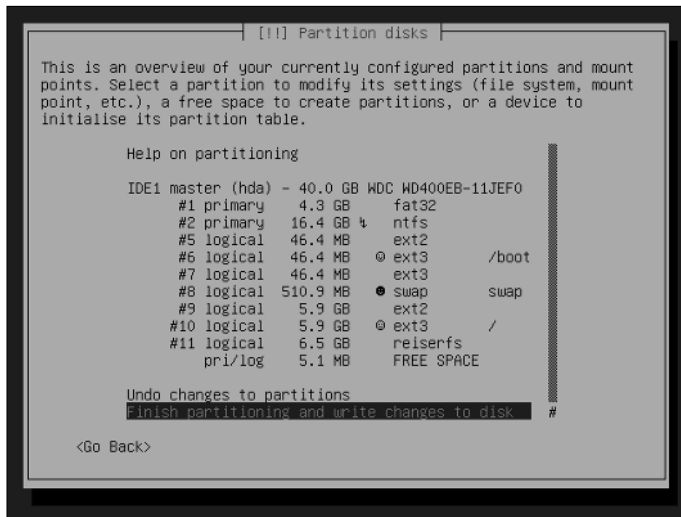 [!!] Partition disks
This is an overview of your currently configured partitions and mount
points. Select a partition to modify its settings (file system, mount
point, etc.), a free space to create partitions, or a device to
initialise its partition table.
Help on partitioning
IDE1 master (hda) - 40.0 GB WDC WD400EB-11JEF0
#1 primary 4.3 GB fat32
#2 primary 16.4 GB ↯ ntfs
#5 logical 46.4 MB ext2
#6 logical 46.4 MB ☺ ext3 /boot
#7 logical 46.4 MB ext3
#8 logical 510.9 MB ☻ swap swap
#9 logical 5.9 GB ext2
#10 logical 5.9 GB ☺ ext3 /
#11 logical 6.5 GB reiserfs
pri/log 5.1 MB FREE SPACE
Undo changes to partitions
Finish partitioning and write changes to disk #
<Go Back>